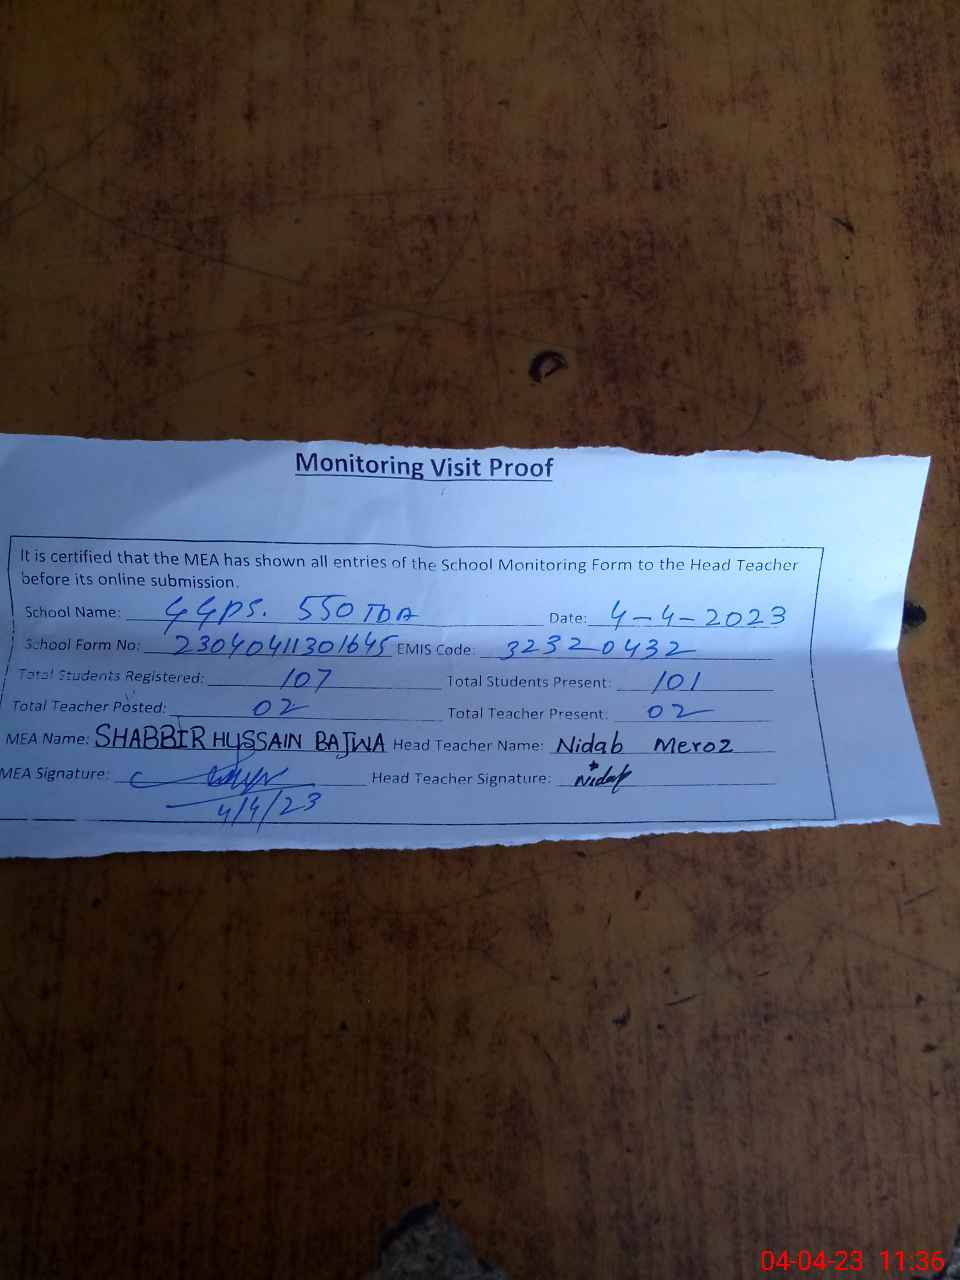 Monitoring Visit Proof
It is certified that the MEA has shown all entries of the School Monitoring Form to the Head Teacher
before its online submission.
School Name: GGPS. 550 TDA Date: 4-4-2023
School Form No: 23040411301645 EMIS Code: 32320432
Total Students Registered: 107 Total Students Present: 101
Total Teacher Posted: 02 Total Teacher Present: 02
MEA Name: SHABBIR HUSSAIN BAJWA Head Teacher Name: Nidab Meroz
MEA Signature: Head Teacher Signature: Nidab
4/4/23
04-04-23 11:36